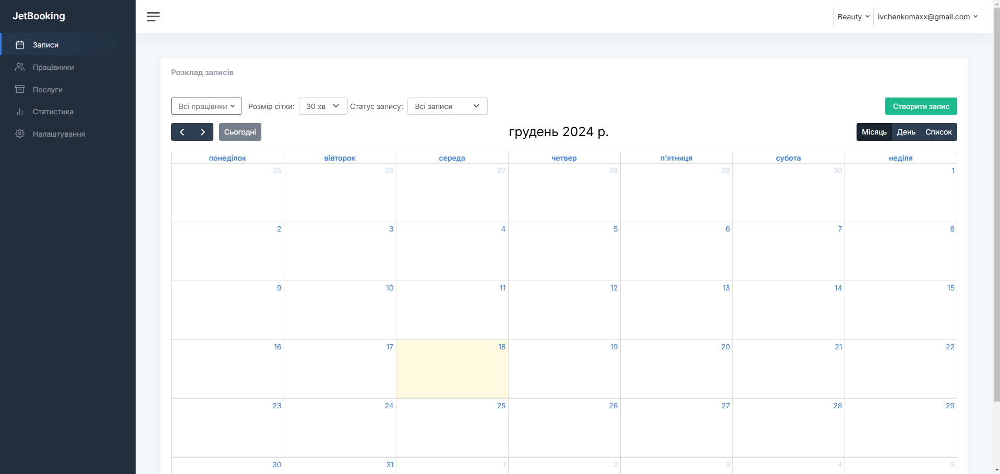 JetBooking
Beauty
ivchenkomaxx@gmail.com
Записи
Працівники
Послуги
Статистика
Налаштування
Розклад записів
Всі працівнки
Розмір сітки:
30 хв
Статус запису:
Всі записи
Створити запис
Сьогодні
грудень 2024 р.
Місяць День Список
понеділок вівторок середа четвер п’ятниця субота неділя
25 26 27 28 29 30 1
2 3 4 5 6 7 8
9 10 11 12 13 14 15
16 17 18 19 20 21 22
23 24 25 26 27 28 29
30 31 1 2 3 4 5